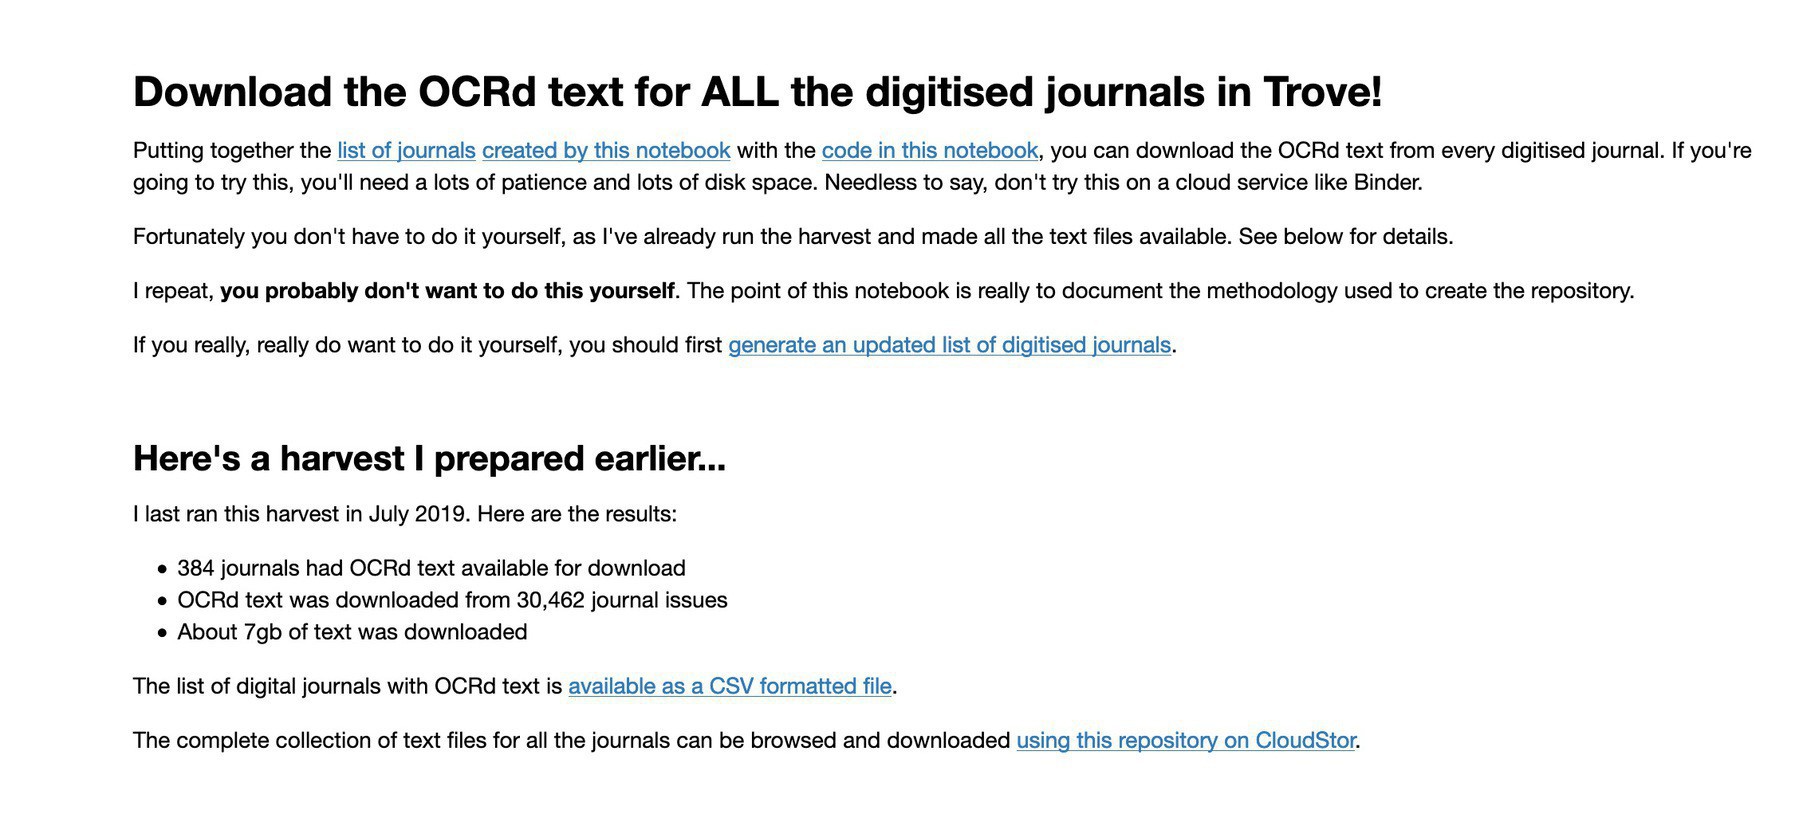 Download the OCRd text for ALL the digitised journals in Trove!
Putting together the list of journals created by this notebook with the code in this notebook, you can download the OCRd text from every digitised journal. If you're
going to try this, you'll need a lots of patience and lots of disk space. Needless to say, don't try this on a cloud service like Binder.
Fortunately you don't have to do it yourself, as I've already run the harvest and made all the text files available. See below for details.
I repeat, you probably don't want to do this yourself. The point of this notebook is really to document the methodology used to create the repository.
If you really, really do want to do it yourself, you should first generate an updated list of digitised journals.
Here's a harvest I prepared earlier...
I last ran this harvest in July 2019. Here are the results:
• 384 journals had OCRd text available for download
• OCRd text was downloaded from 30,462 journal issues
• About 7gb of text was downloaded
The list of digital journals with OCRd text is available as a CSV formatted file.
The complete collection of text files for all the journals can be browsed and downloaded using this repository on CloudStor.